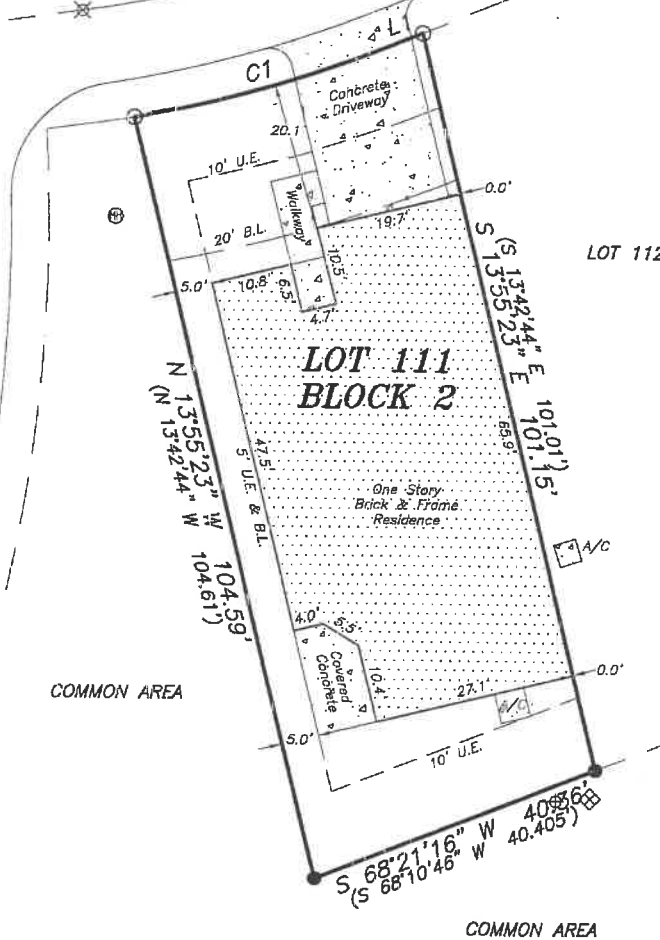 C1
L
Concrete
Driveway
20.1
10' U.E.
Walkway
0.0'
19.7'
20' B.L.
10.5'
LOT 112
5.0'
10.8'
6.5'
4.7'
S 13°55'23" E 101.15'
(S 13°42'44" E 101.01')
LOT 111
BLOCK 2
N 13°55'23" W 104.59'
(N 13°42'44" W 104.61')
47.5'
5' U.E. & B.L.
65.9'
One Story
Brick & Frame
Residence
A/C
4.0'
5.5'
Covered
Concrete
10.4'
27.1'
0.0'
COMMON AREA
A/C
5.0'
10' U.E.
S 68°21'16" W
(S 68°10'46" W 40.405')
COMMON AREA